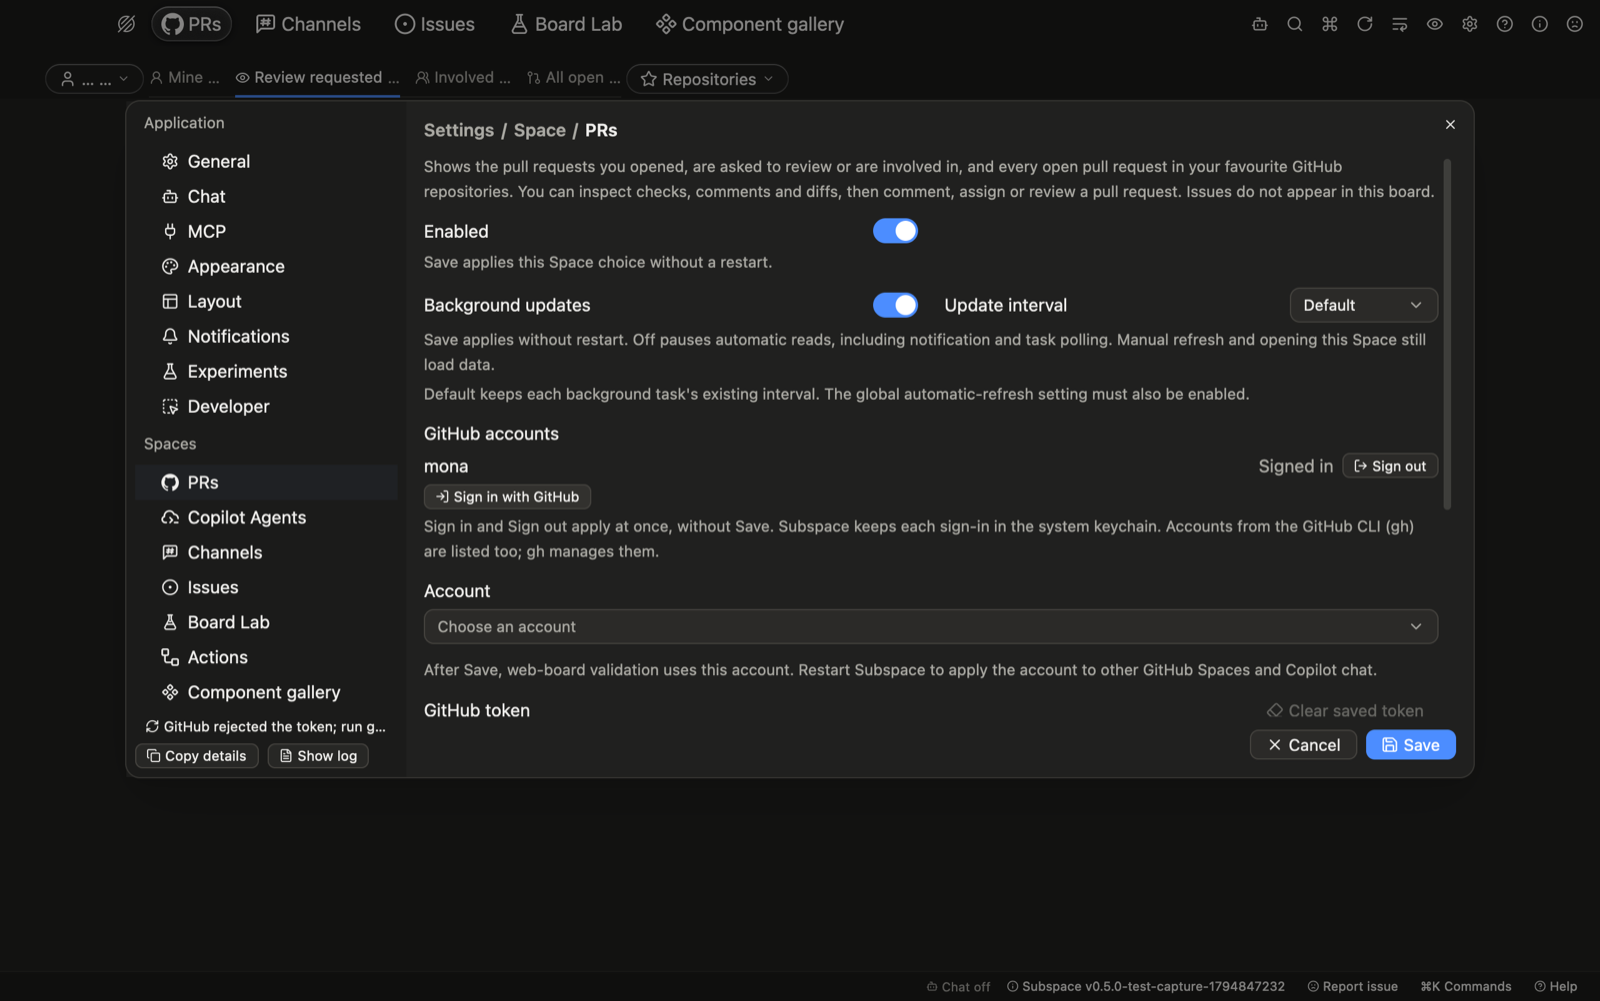 PRs
Channels
Issues
Board Lab
Component gallery
... ...
Mine ...
Review requested ...
Involved ...
All open ...
Repositories
Application
General
Chat
MCP
Appearance
Layout
Notifications
Experiments
Developer
Spaces
PRs
Copilot Agents
Channels
Issues
Board Lab
Actions
Component gallery
GitHub rejected the token; run g...
Copy details
Show log
Settings / Space / PRs
Shows the pull requests you opened, are asked to review or are involved in, and every open pull request in your favourite GitHub
repositories. You can inspect checks, comments and diffs, then comment, assign or review a pull request. Issues do not appear in this board.
Enabled
Save applies this Space choice without a restart.
Background updates
Update interval
Default
Save applies without restart. Off pauses automatic reads, including notification and task polling. Manual refresh and opening this Space still
load data.
Default keeps each background task's existing interval. The global automatic-refresh setting must also be enabled.
GitHub accounts
mona
Signed in
Sign out
Sign in with GitHub
Sign in and Sign out apply at once, without Save. Subspace keeps each sign-in in the system keychain. Accounts from the GitHub CLI (gh)
are listed too; gh manages them.
Account
Choose an account
After Save, web-board validation uses this account. Restart Subspace to apply the account to other GitHub Spaces and Copilot chat.
GitHub token
Clear saved token
Cancel
Save
Chat off
Subspace v0.5.0-test-capture-1794847232
Report issue
⌘K Commands
Help